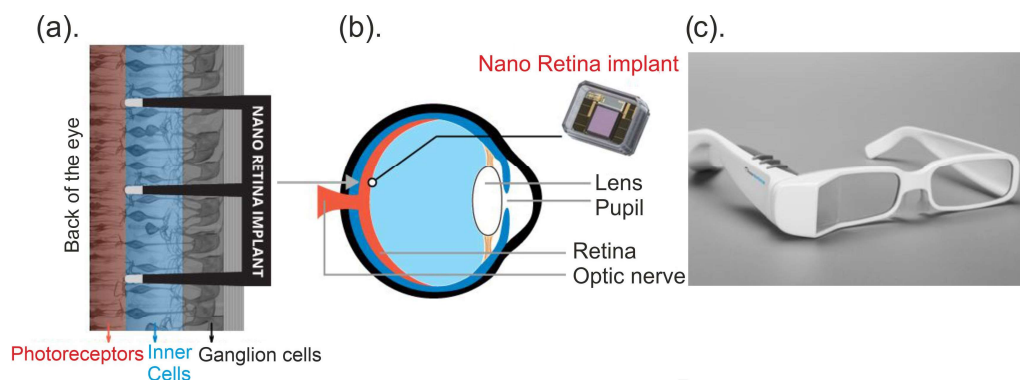 (a).
(b).
(c).
Back of the eye
NANO RETINA IMPLANT
Photoreceptors
Inner
Cells
Ganglion cells
Nano Retina implant
Lens
Pupil
Retina
Optic nerve